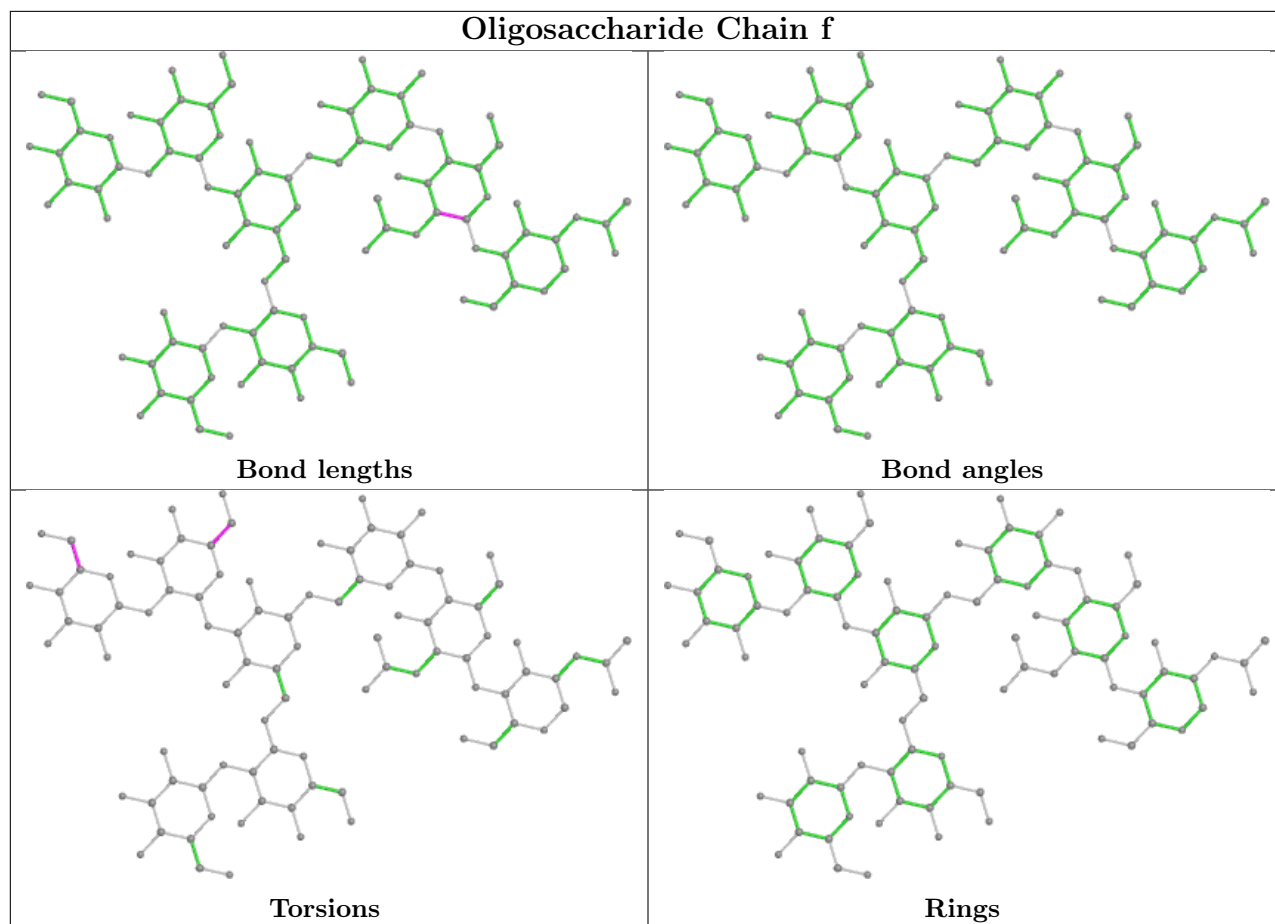 Oligosaccharide Chain f
Bond lengths
Bond angles
Torsions
Rings